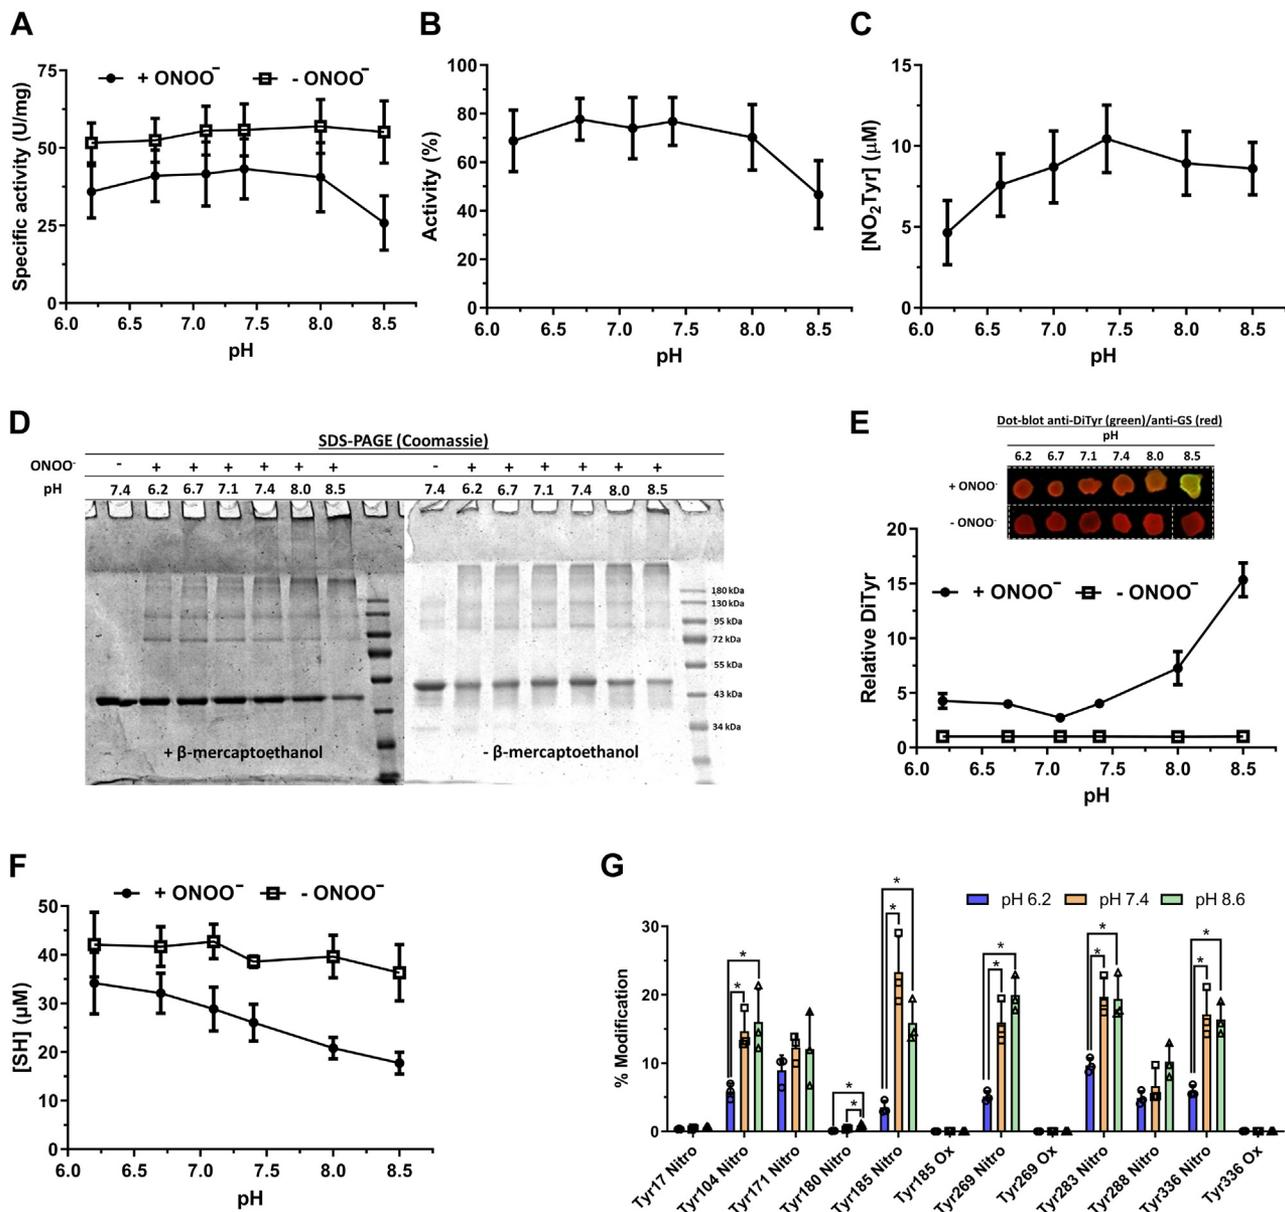 A
+ ONOO⁻
- ONOO⁻
Specific activity (U/mg)
75
50
25
0
6.0 6.5 7.0 7.5 8.0 8.5
pH
B
Activity (%)
100
80
60
40
20
0
6.0 6.5 7.0 7.5 8.0 8.5
pH
C
[NO₂Tyr] (µM)
15
10
5
0
6.0 6.5 7.0 7.5 8.0 8.5
pH
D
SDS-PAGE (Coomassie)
ONOO⁻ - + + + + + + - + + + + + +
pH 7.4 6.2 6.7 7.1 7.4 8.0 8.5 7.4 6.2 6.7 7.1 7.4 8.0 8.5
180 kDa
130 kDa
95 kDa
72 kDa
55 kDa
43 kDa
34 kDa
+ β-mercaptoethanol
- β-mercaptoethanol
E
Dot-blot anti-DiTyr (green)/anti-GS (red)
pH
6.2 6.7 7.1 7.4 8.0 8.5
+ ONOO⁻
- ONOO⁻
+ ONOO⁻
- ONOO⁻
Relative DiTyr
20
15
10
5
0
6.0 6.5 7.0 7.5 8.0 8.5
pH
F
+ ONOO⁻
- ONOO⁻
[SH] (µM)
50
40
30
20
10
0
6.0 6.5 7.0 7.5 8.0 8.5
pH
G
pH 6.2
pH 7.4
pH 8.6
% Modification
30
20
10
0
* * * * * * * * * * * *
Tyr17 Nitro
Tyr104 Nitro
Tyr171 Nitro
Tyr180 Nitro
Tyr185 Nitro
Tyr185 Ox
Tyr269 Nitro
Tyr269 Ox
Tyr283 Nitro
Tyr288 Nitro
Tyr336 Nitro
Tyr336 Ox